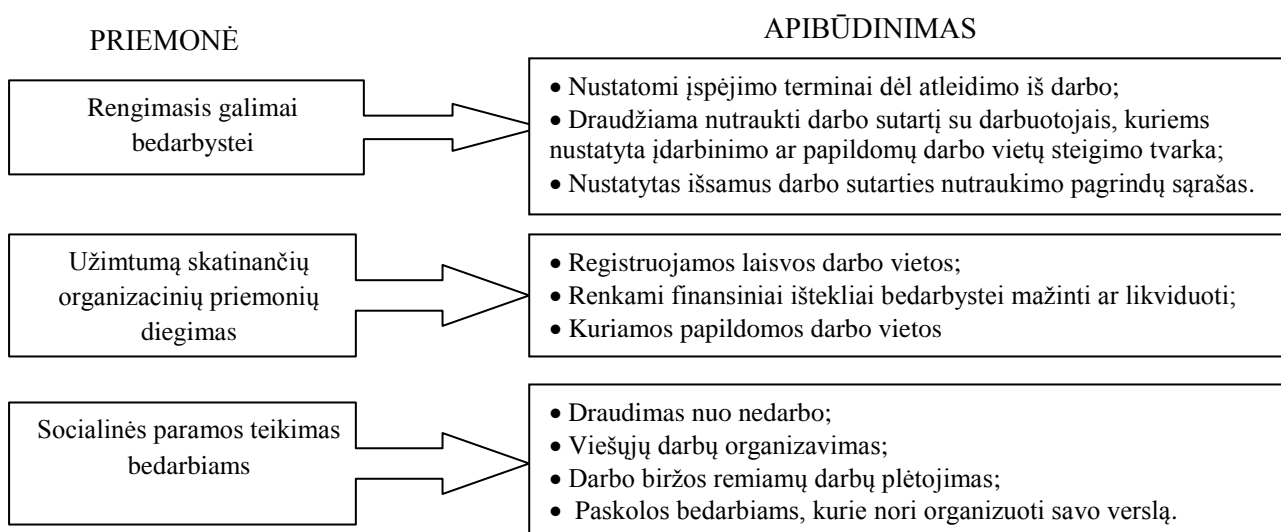 PRIEMONĖ
APIBŪDINIMAS
Rengimasis galimai
bedarbystei
• Nustatomi įspėjimo terminai dėl atleidimo iš darbo;
• Draudžiama nutraukti darbo sutartį su darbuotojais, kuriems
nustatyta įdarbinimo ar papildomų darbo vietų steigimo tvarka;
• Nustatytas išsamus darbo sutarties nutraukimo pagrindų sąrašas.
Užimtumą skatinančių
organizacinių priemonių
diegimas
• Registruojamos laisvos darbo vietos;
• Renkami finansiniai ištekliai bedarbystei mažinti ar likviduoti;
• Kuriamos papildomos darbo vietos
Socialinės paramos teikimas
bedarbiams
• Draudimas nuo nedarbo;
• Viešųjų darbų organizavimas;
• Darbo biržos remiamų darbų plėtojimas;
• Paskolos bedarbiams, kurie nori organizuoti savo verslą.